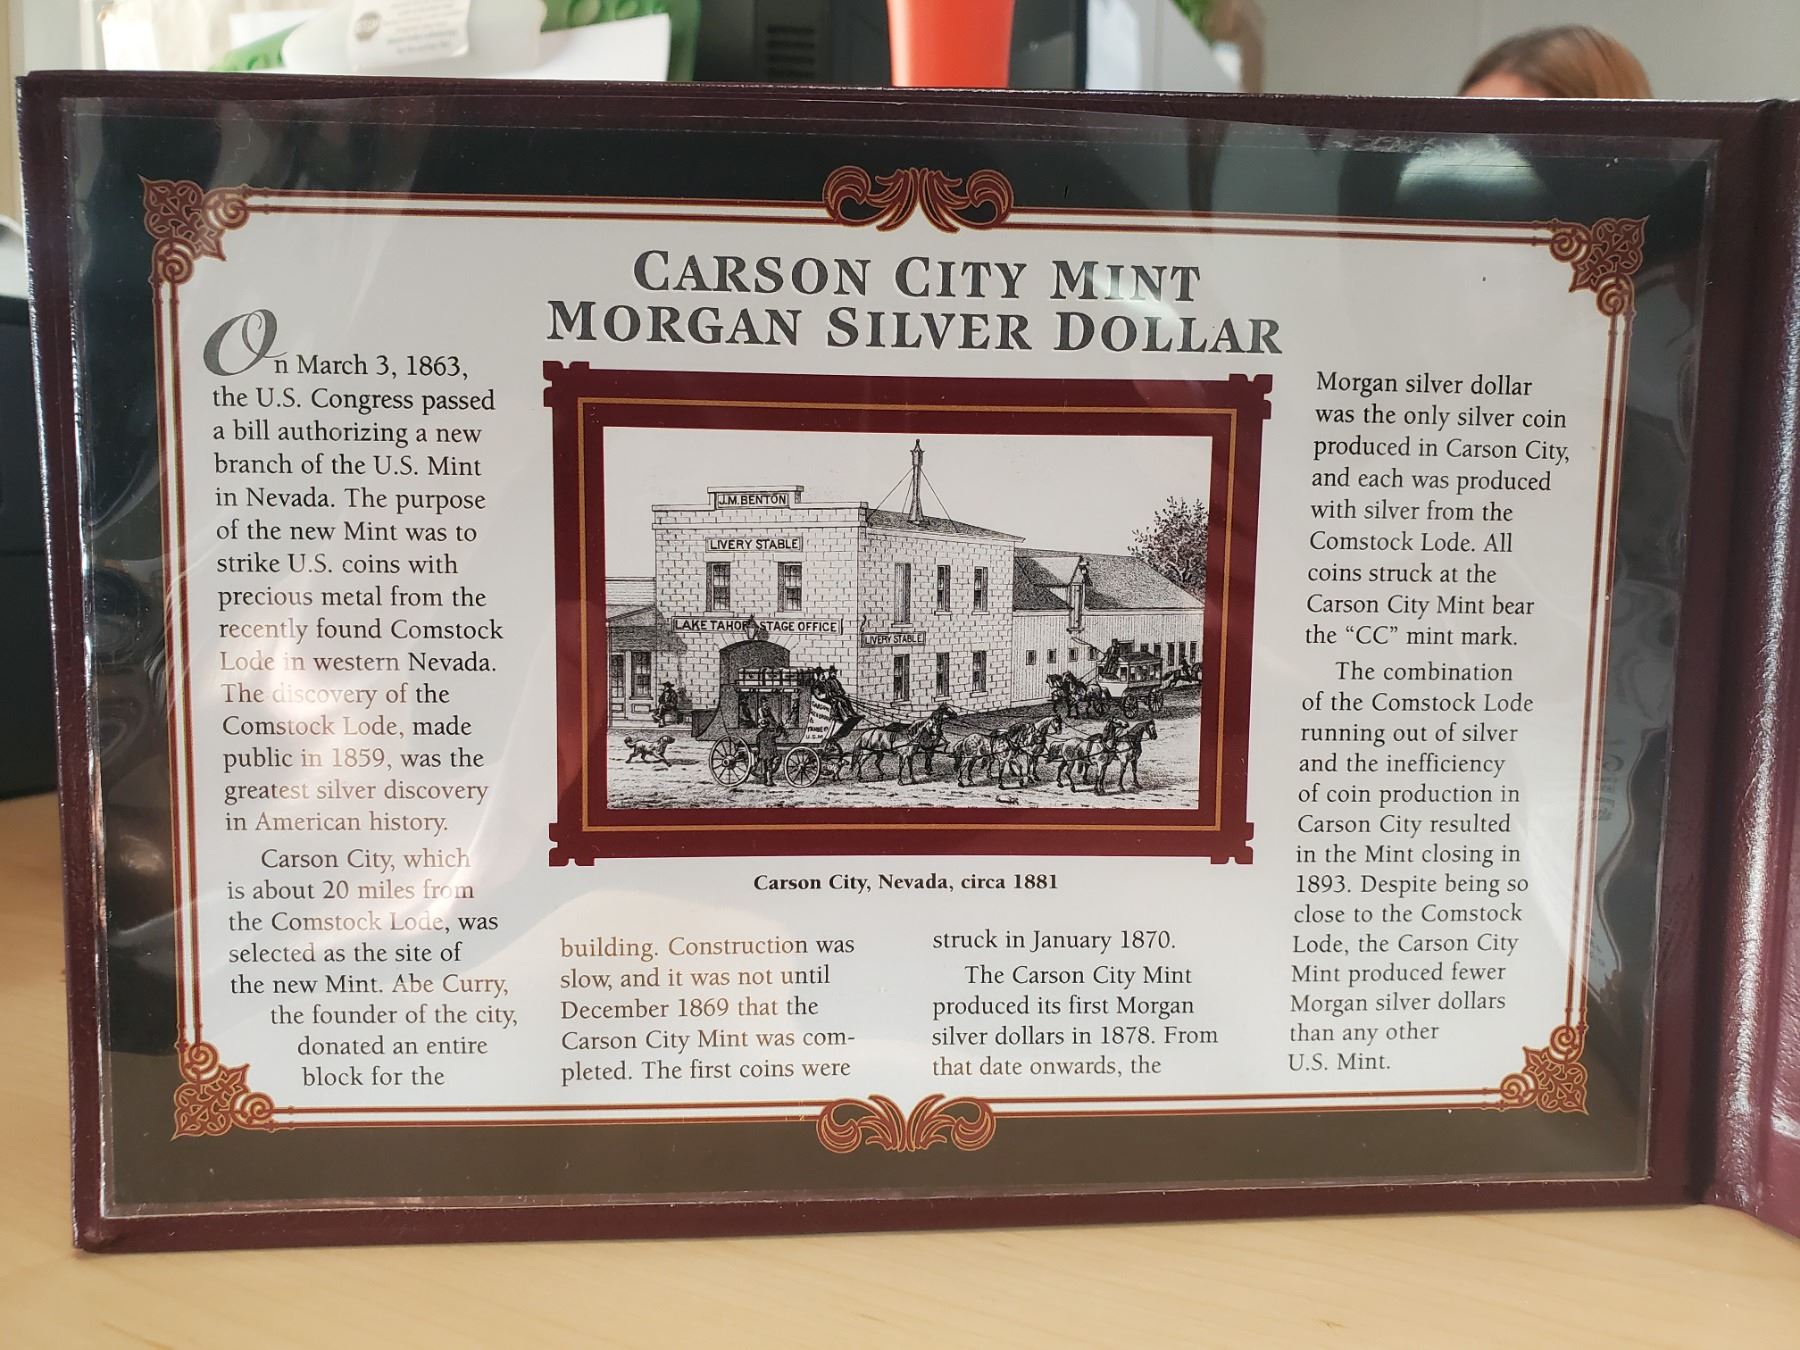 CARSON CITY MINT
MORGAN SILVER DOLLAR
On March 3, 1863,
the U.S. Congress passed
a bill authorizing a new
branch of the U.S. Mint
in Nevada. The purpose
of the new Mint was to
strike U.S. coins with
precious metal from the
recently found Comstock
Lode in western Nevada.
The discovery of the
Comstock Lode, made
public in 1859, was the
greatest silver discovery
in American history.
Carson City, which
is about 20 miles from
the Comstock Lode, was
selected as the site of
the new Mint. Abe Curry,
the founder of the city,
donated an entire
block for the
J.M. BENTON
LIVERY STABLE
LAKE TAHOE STAGE OFFICE
LIVERY STABLE
Carson City, Nevada, circa 1881
building. Construction was
slow, and it was not until
December 1869 that the
Carson City Mint was com-
pleted. The first coins were
struck in January 1870.
The Carson City Mint
produced its first Morgan
silver dollars in 1878. From
that date onwards, the
Morgan silver dollar
was the only silver coin
produced in Carson City,
and each was produced
with silver from the
Comstock Lode. All
coins struck at the
Carson City Mint bear
the “CC” mint mark.
The combination
of the Comstock Lode
running out of silver
and the inefficiency
of coin production in
Carson City resulted
in the Mint closing in
1893. Despite being so
close to the Comstock
Lode, the Carson City
Mint produced fewer
Morgan silver dollars
than any other
U.S. Mint.